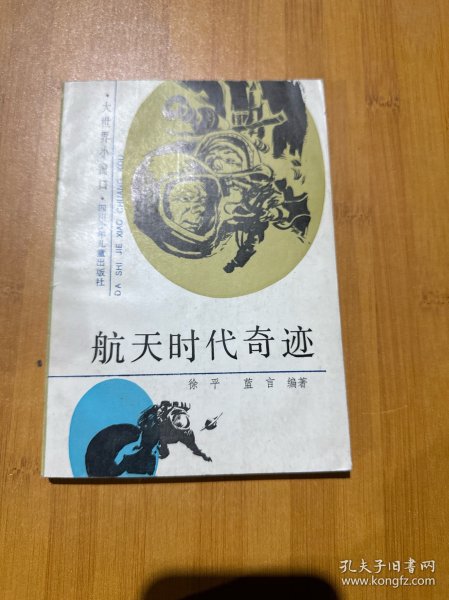 ·大世界小窗口·四川少年儿童出版社
DA SHI JIE XIAO CHUANG KOU
航天时代奇迹
徐平 蓝言 编著
孔夫子旧书网
www.kongfz.com